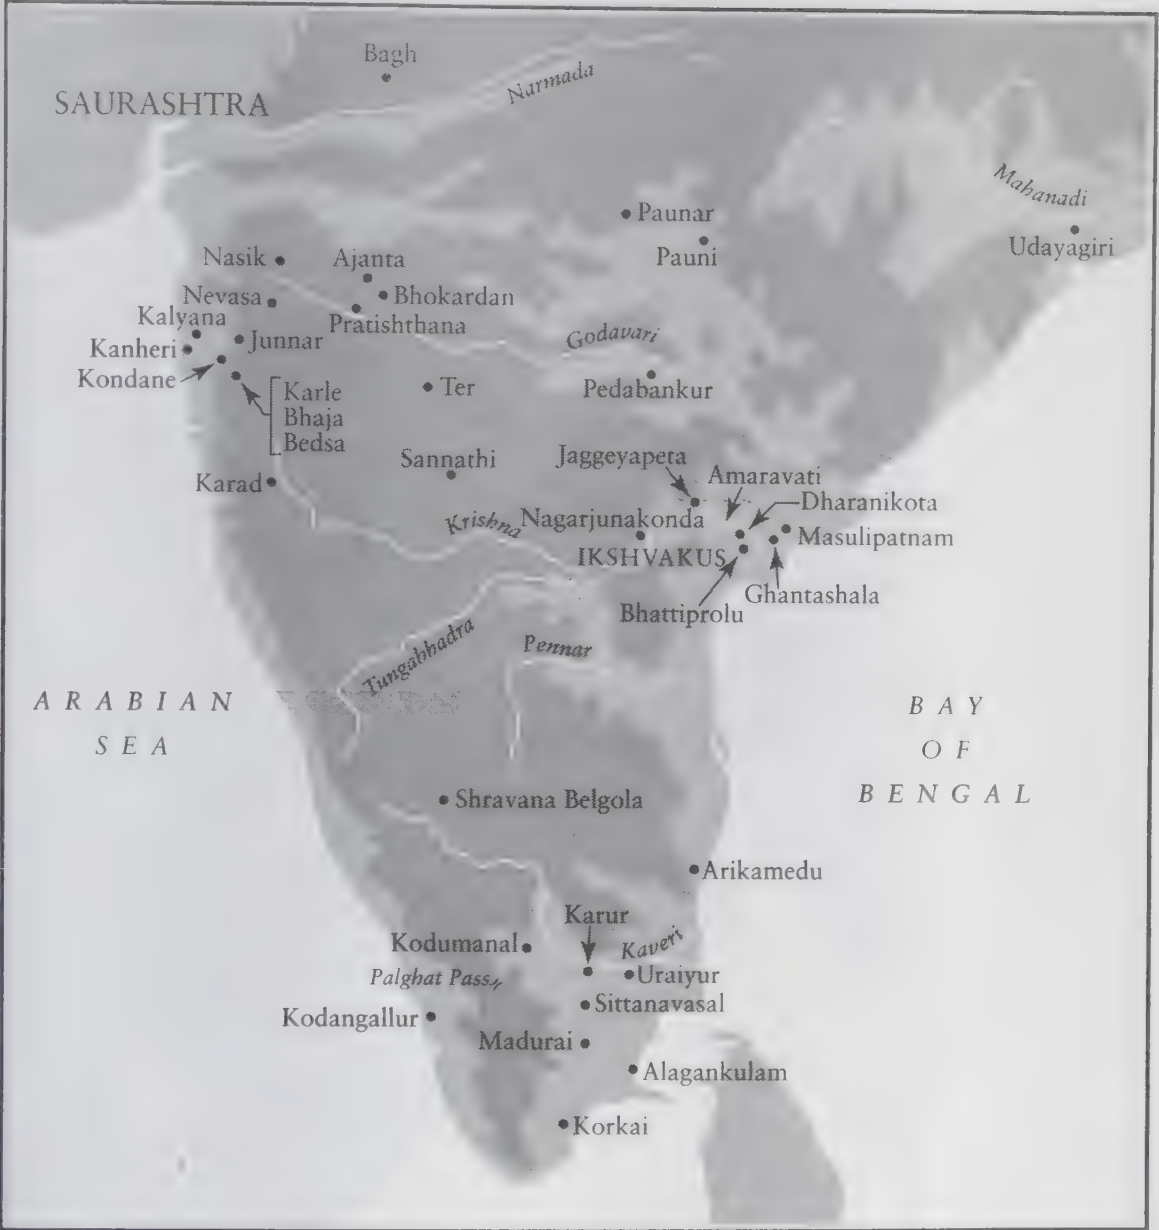 Bagh
Narmada
SAURASHTRA
Mahanadi
Paunar
Pauni
Udayagiri
Nasik
Ajanta
Nevasa
Bhokardan
Kalyana
Pratishthana
Junnar
Godavari
Kanheri
Kondane
Karle
Bhaja
Bedsa
Ter
Pedabankur
Sannathi
Jaggeyapeta
Amaravati
Karad
Dharanikota
Krishna
Nagarjunakonda
Masulipatnam
IKSHVAKUS
Ghantashala
Bhattiprolu
Tungabhadra
Pennar
ARABIAN
SEA
BAY
OF
BENGAL
Shravana Belgola
Arikamedu
Karur
Kodumanal
Kaveri
Palghat Pass
Uraiyur
Sittanavasal
Kodangallur
Madurai
Alagankulam
Korkai